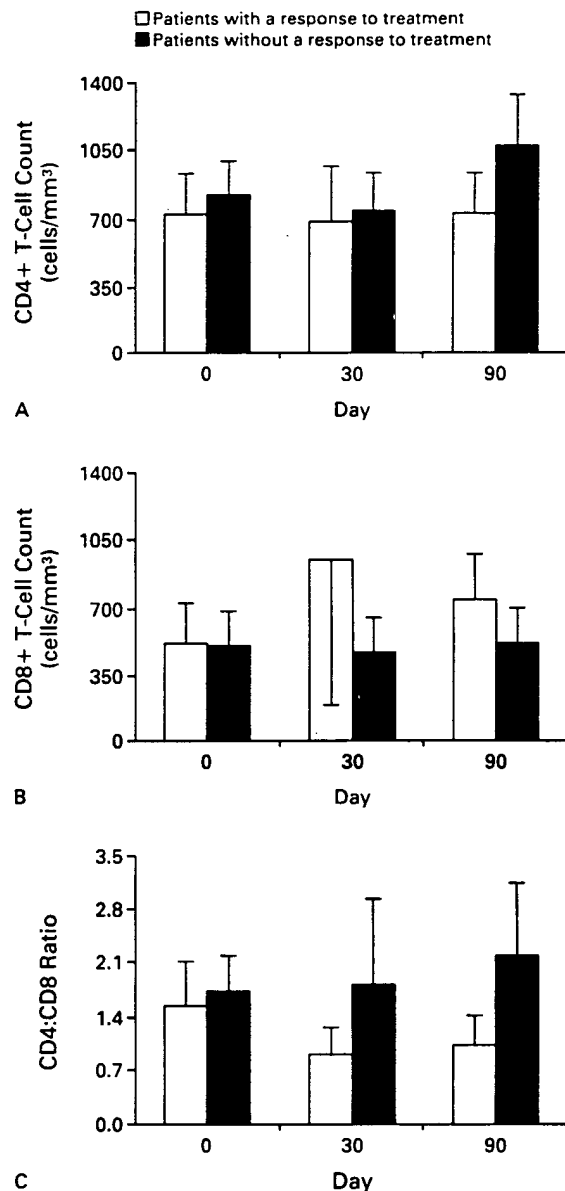 Patients with a response to treatment
Patients without a response to treatment
1400
1050
700
350
0
CD4+ T-Cell Count
(cells/mm³)
0 30 90
A Day
1400
1050
700
350
0
CD8+ T-Cell Count
(cells/mm³)
0 30 90
B Day
3.5
2.8
2.1
1.4
0.7
0.0
CD4:CD8 Ratio
0 30 90
C Day